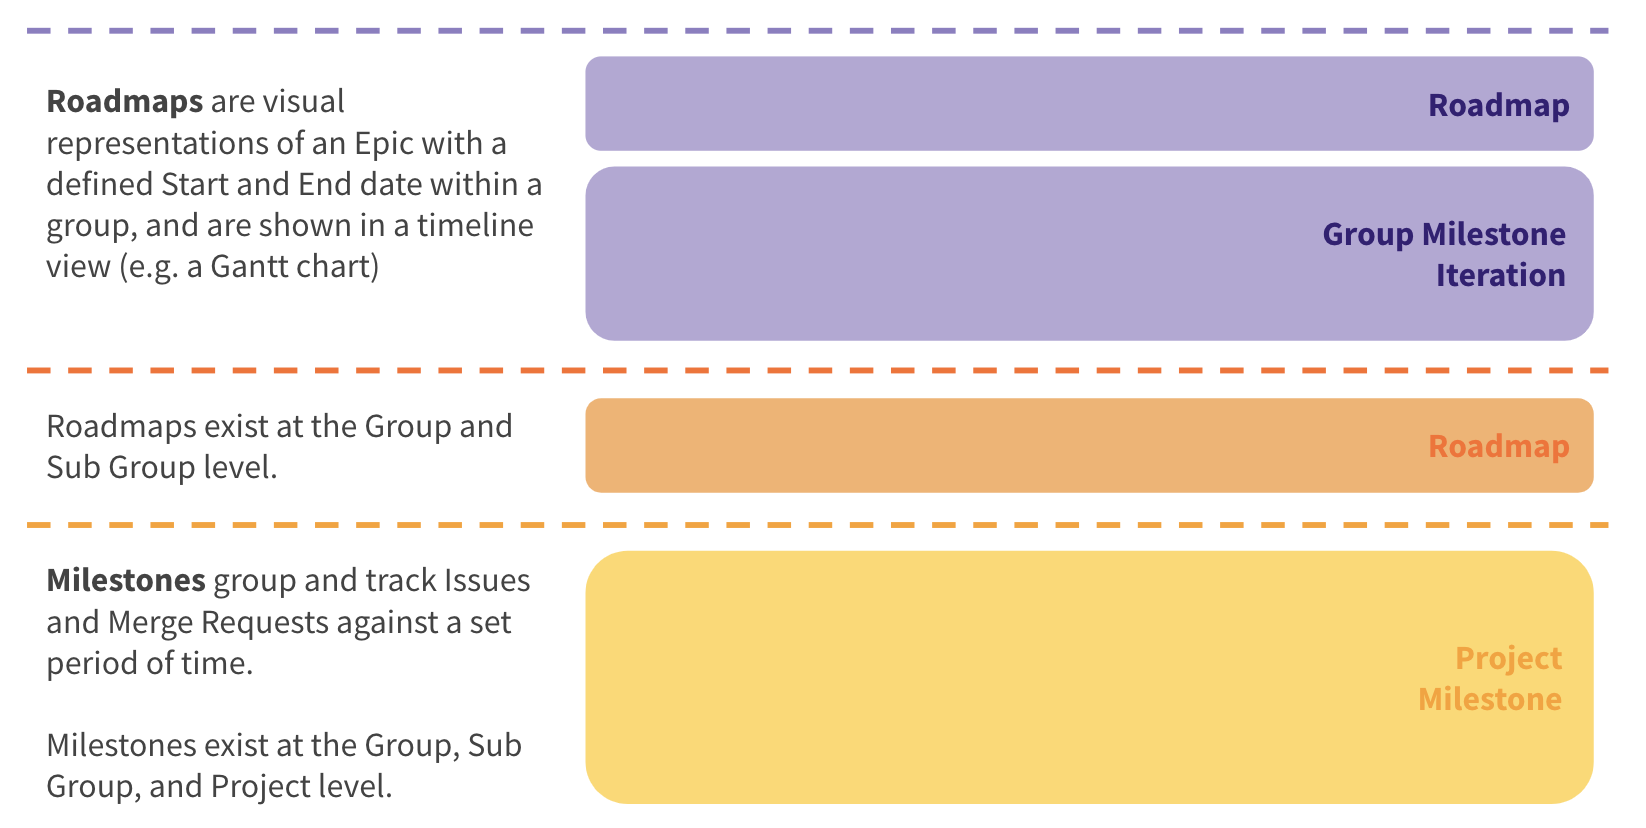 Roadmaps are visual
representations of an Epic with a
defined Start and End date within a
group, and are shown in a timeline
view (e.g. a Gantt chart)
Roadmap
Group Milestone
Iteration
Roadmaps exist at the Group and
Sub Group level.
Roadmap
Milestones group and track Issues
and Merge Requests against a set
period of time.
Milestones exist at the Group, Sub
Group, and Project level.
Project
Milestone